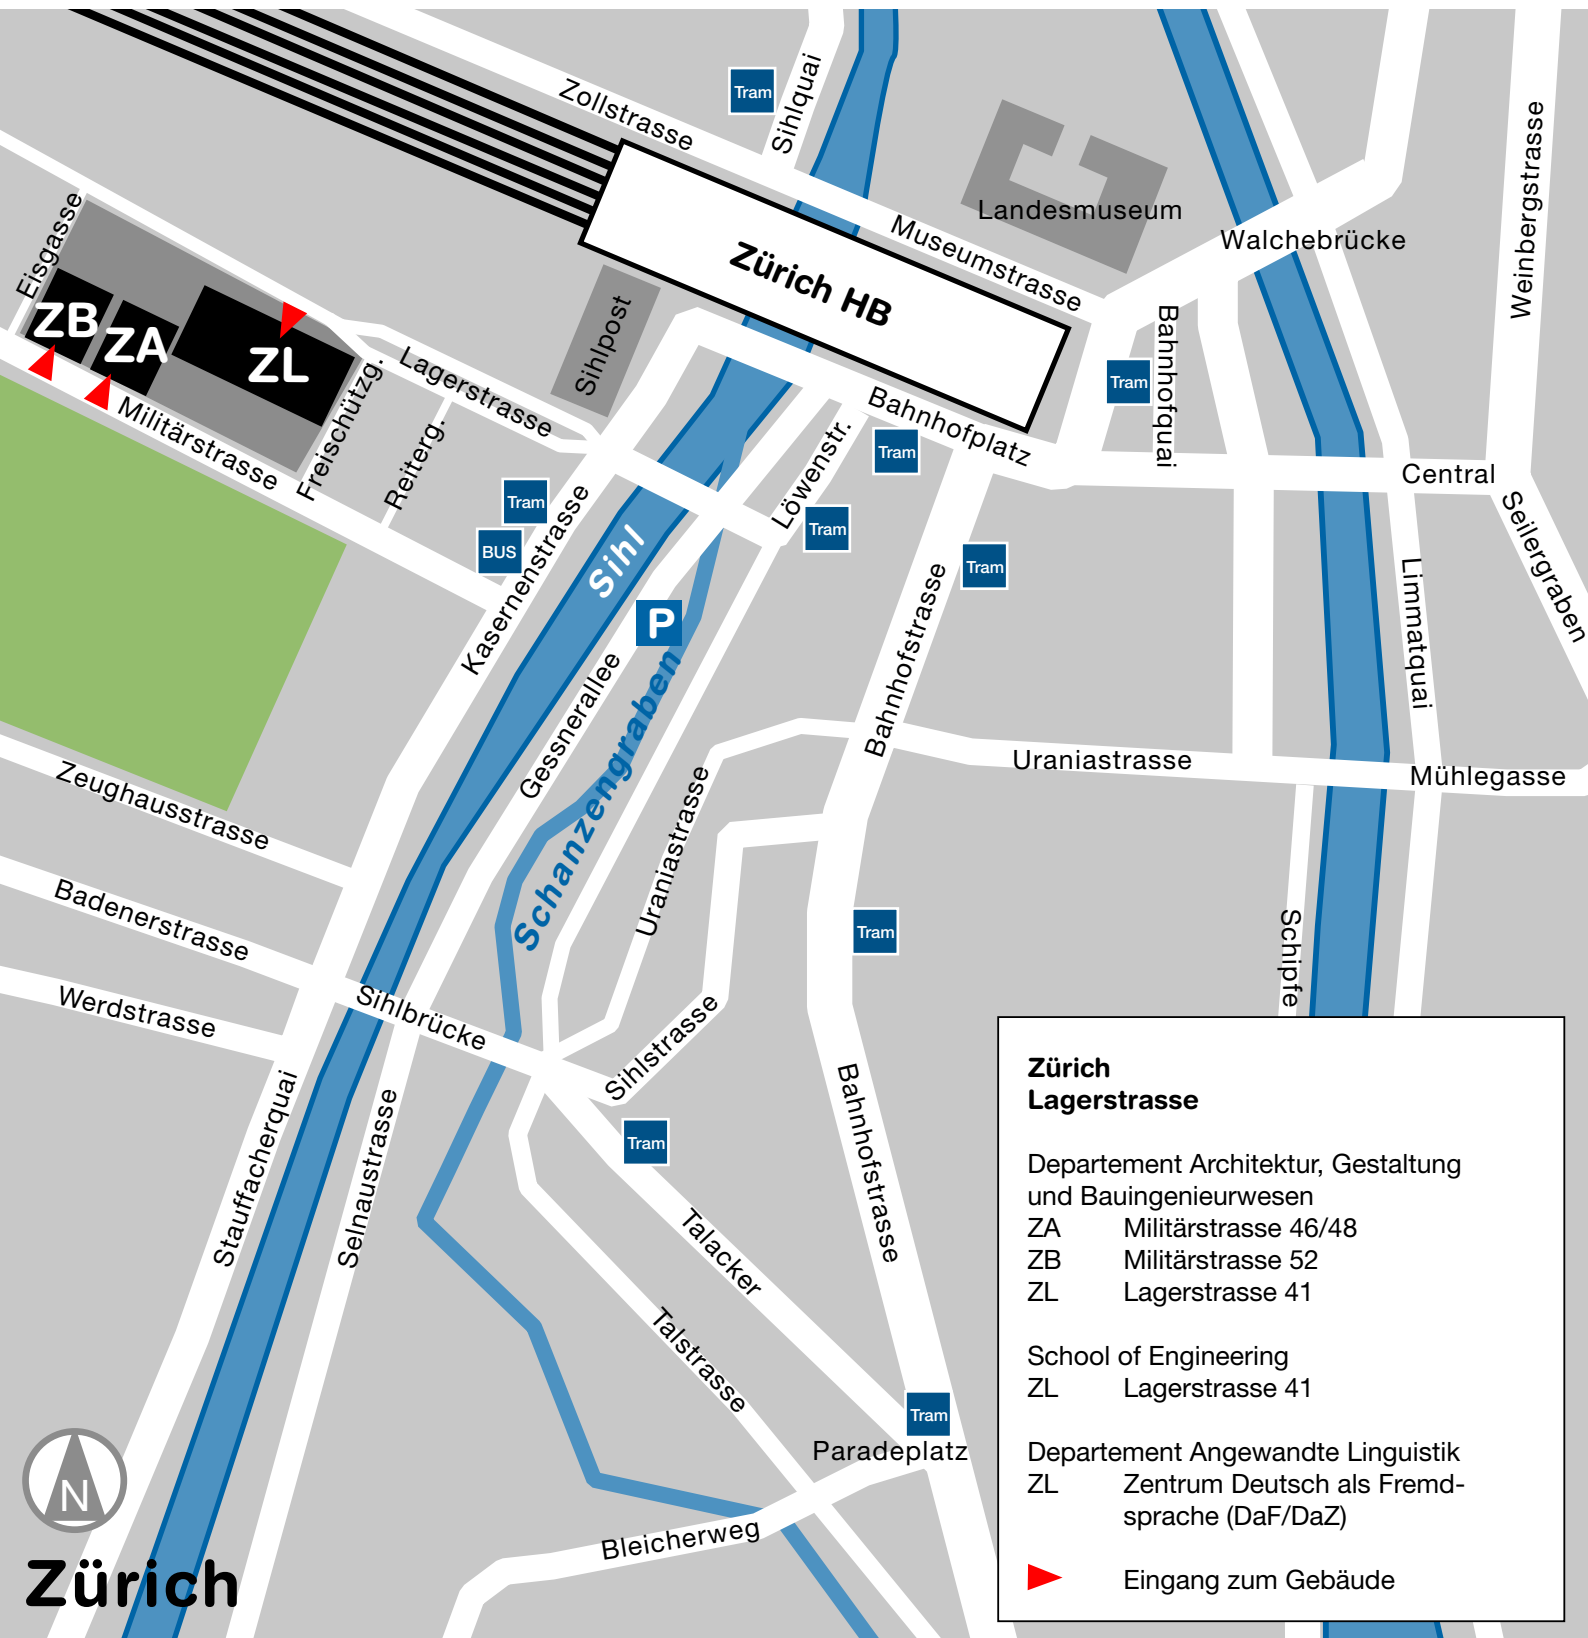 Zollstrasse
Tram
Sihlquai
Weinbergstrasse
Landesmuseum
Eisgasse
Museumstrasse
Walchebrücke
Zürich HB
ZB
ZA
ZL
Sihlpost
Bahnhofquai
Lagerstrasse
Freischützg.
Reiterg.
Militärstrasse
Tram
Bahnhofplatz
Löwenstr.
Tram
Central
Seilergraben
Tram
BUS
Tram
Tram
Kasernenstrasse
Sihl
Limmatquai
P
Bahnhofstrasse
Gessnerallee
Schanzengraben
Zeughausstrasse
Uraniastrasse
Uraniastrasse
Mühlegasse
Badenerstrasse
Tram
Schipfe
Werdstrasse
Sihlbrücke
Sihlstrasse
Stauffacherquai
Selnaustrasse
Tram
Bahnhofstrasse
Talacker
Talstrasse
Tram
Paradeplatz
Bleicherweg
N
Zürich
Zürich
Lagerstrasse
Departement Architektur, Gestaltung
und Bauingenieurwesen
ZA Militärstrasse 46/48
ZB Militärstrasse 52
ZL Lagerstrasse 41
School of Engineering
ZL Lagerstrasse 41
Departement Angewandte Linguistik
ZL Zentrum Deutsch als Fremd-
sprache (DaF/DaZ)
Eingang zum Gebäude